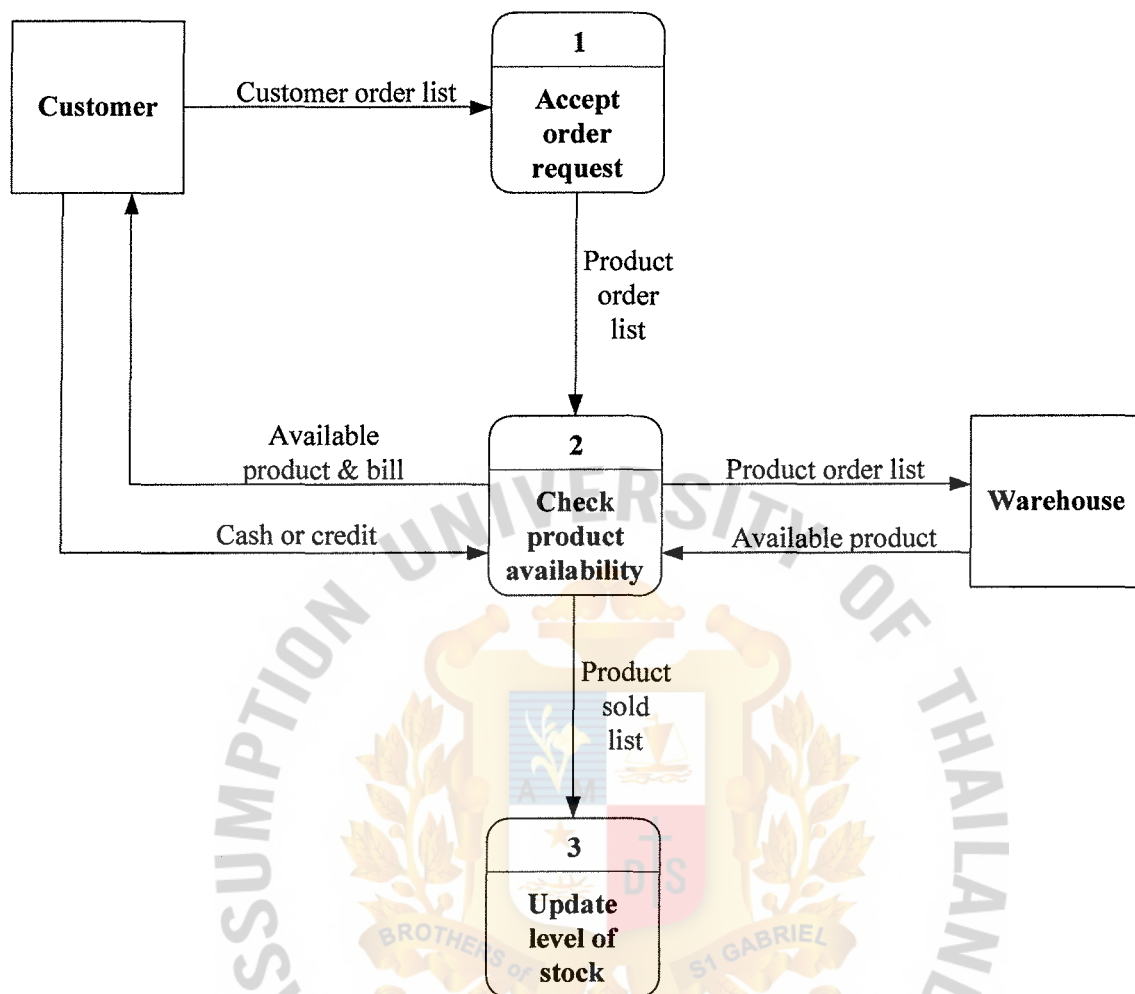 1
Customer
Customer order list
Accept
order
request
Product
order
list
Available
product & bill
2
Product order list
Check
product
availability
Warehouse
Cash or credit
Available product
Product
sold
list
3
Update
level of
stock
ASSUMPTION UNIVERSITY OF THAILAND
A M
D S
BROTHERS of S1 GABRIEL